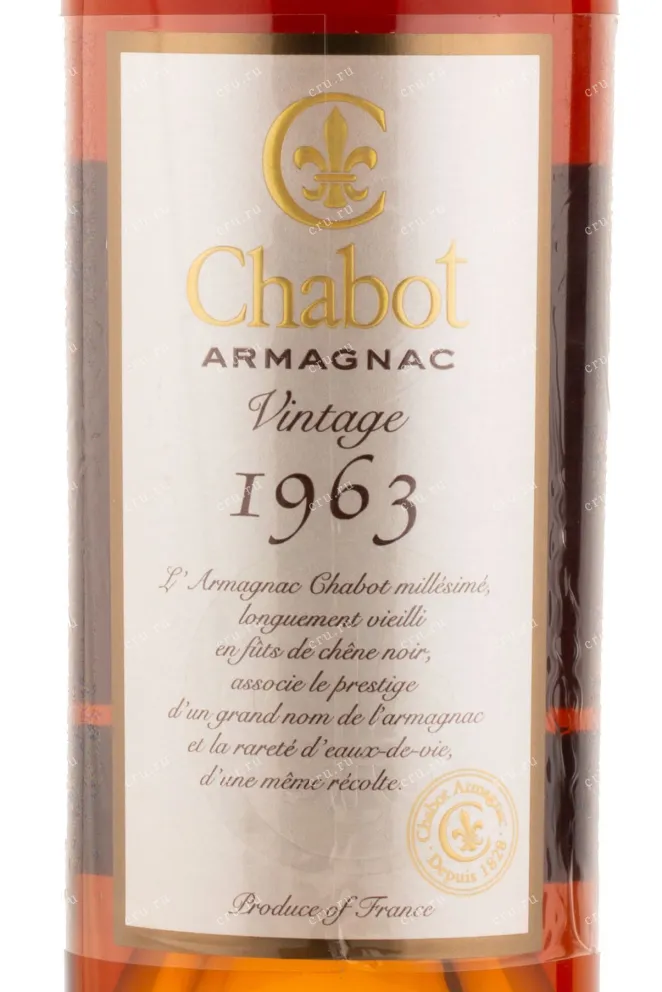 C
Chabot
ARMAGNAC
Vintage
1963
L'Armagnac Chabot millésimé,
longuement vieilli
en fûts de chêne noir,
associe le prestige
d'un grand nom de l'armagnac
et la rareté d'eaux-de-vie,
d'une même récolte.
Chabot Armagnac
C
· Depuis 1828 ·
Produce of France
cru.ru